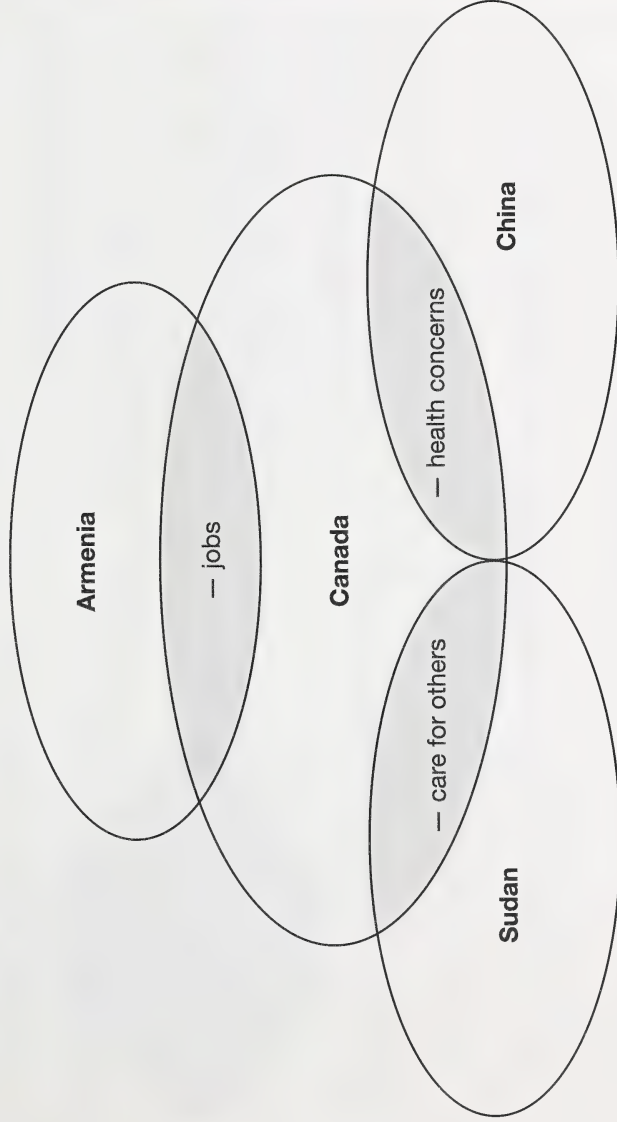 Armenia
— jobs
Canada
— care for others
— health concerns
Sudan
China